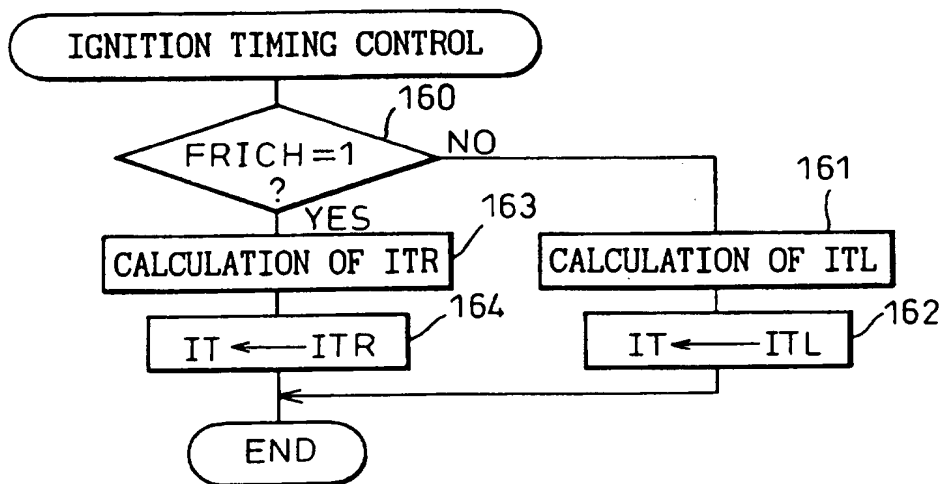 IGNITION TIMING CONTROL
160
FRICH=1
?
NO
YES
163
161
CALCULATION OF ITR
CALCULATION OF ITL
164
162
IT ← ITR
IT ← ITL
END